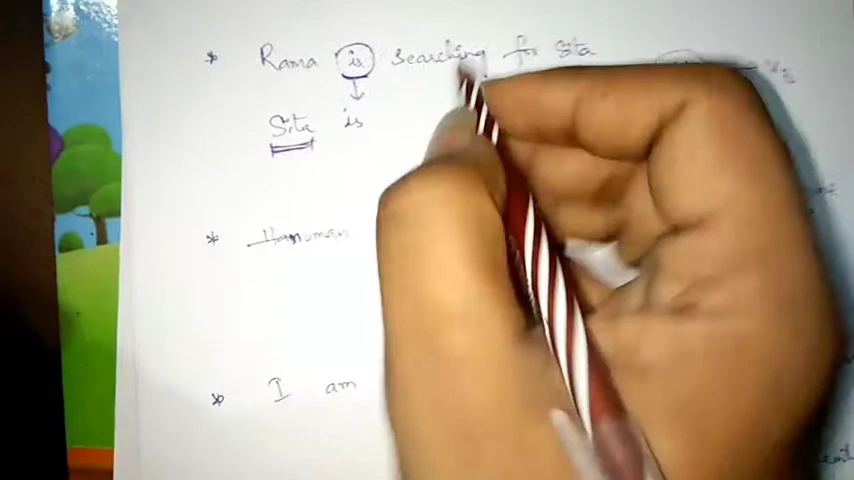 * Rama is searching for Sita
Sita is
* Hanuman
* I am